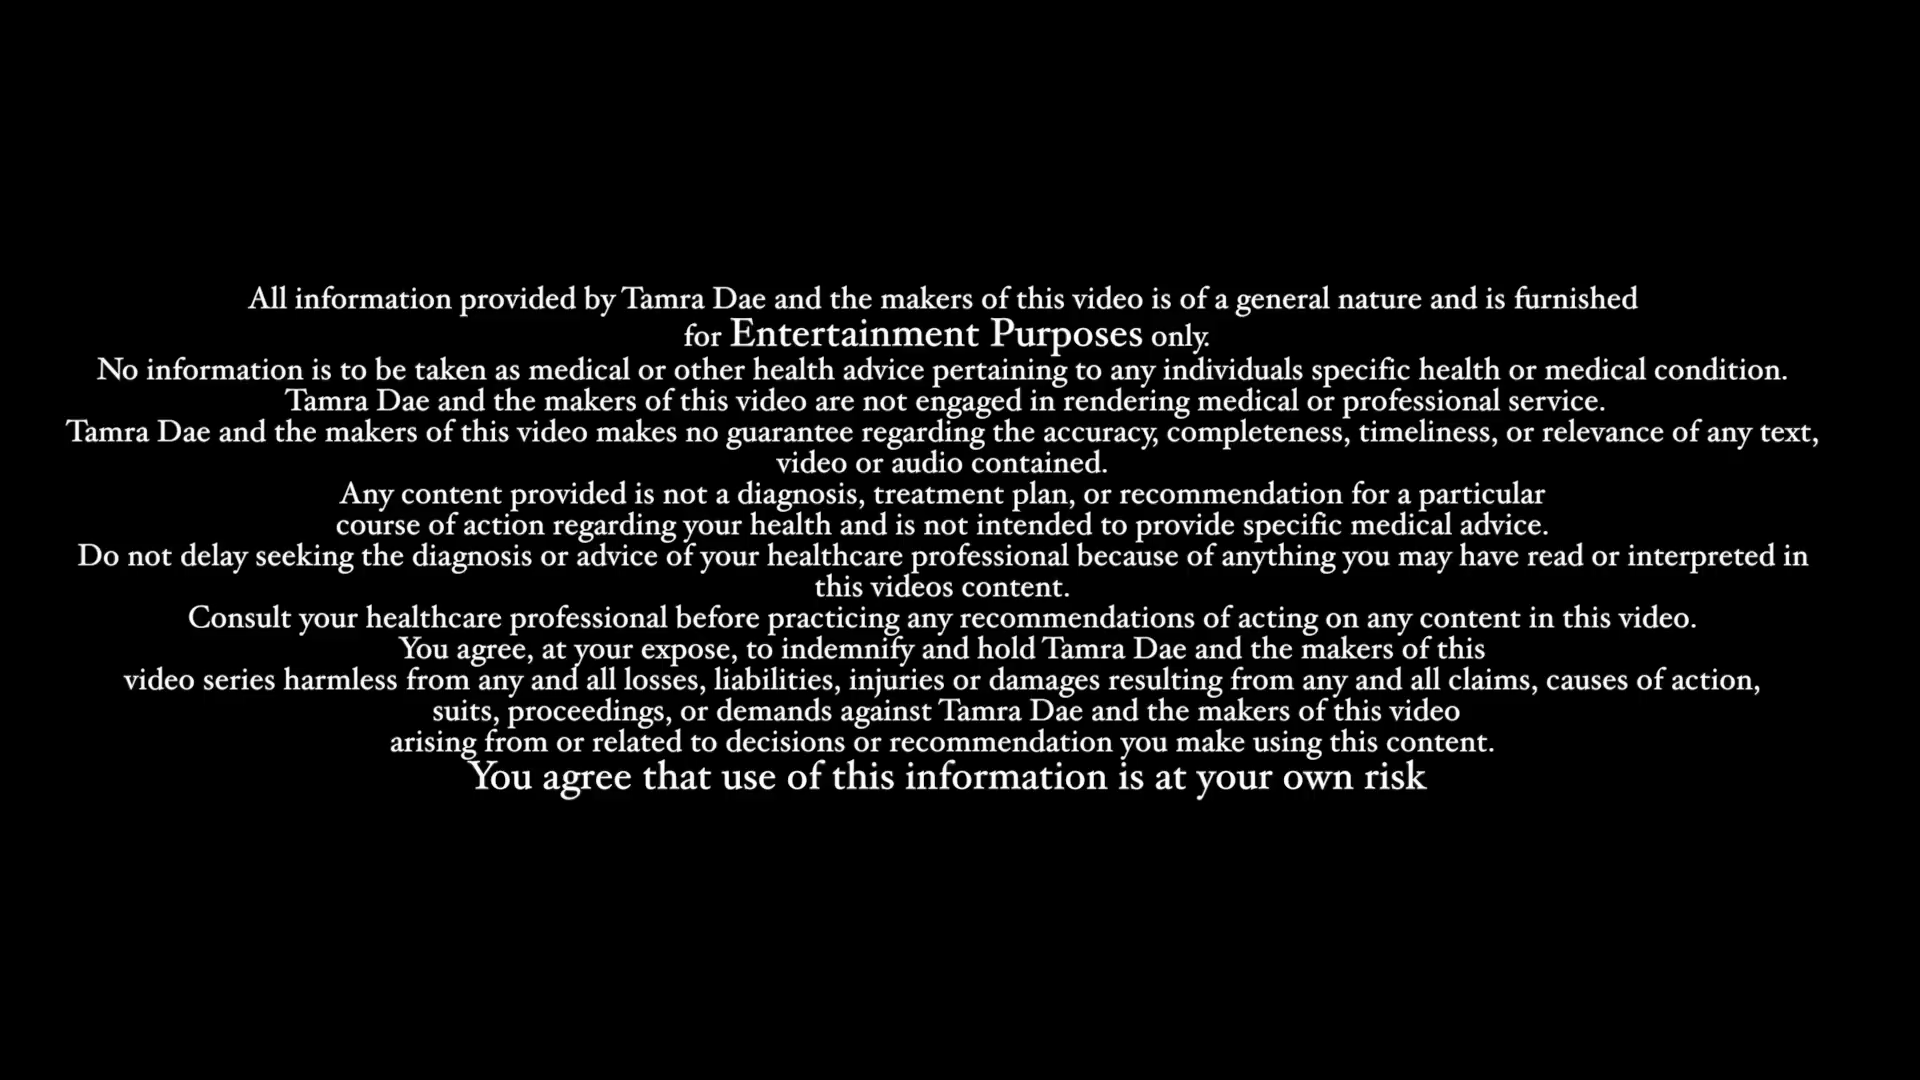 All information provided by Tamra Dae and the makers of this video is of a general nature and is furnished
for Entertainment Purposes only.
No information is to be taken as medical or other health advice pertaining to any individuals specific health or medical condition.
Tamra Dae and the makers of this video are not engaged in rendering medical or professional service.
Tamra Dae and the makers of this video makes no guarantee regarding the accuracy, completeness, timeliness, or relevance of any text,
video or audio contained.
Any content provided is not a diagnosis, treatment plan, or recommendation for a particular
course of action regarding your health and is not intended to provide specific medical advice.
Do not delay seeking the diagnosis or advice of your healthcare professional because of anything you may have read or interpreted in
this videos content.
Consult your healthcare professional before practicing any recommendations of acting on any content in this video.
You agree, at your expose, to indemnify and hold Tamra Dae and the makers of this
video series harmless from any and all losses, liabilities, injuries or damages resulting from any and all claims, causes of action,
suits, proceedings, or demands against Tamra Dae and the makers of this video
arising from or related to decisions or recommendation you make using this content.
You agree that use of this information is at your own risk